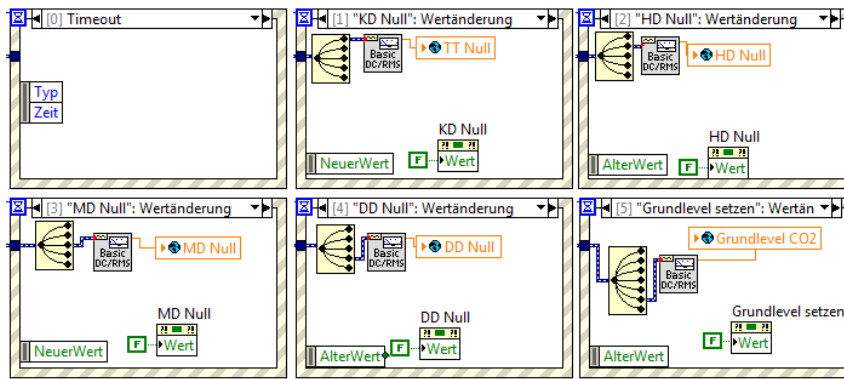 [0] Timeout
Typ
Zeit
[1] "KD Null": Wertänderung
Basic
DC/RMS
TT Null
KD Null
NeuerWert
F
Wert
[2] "HD Null": Wertänderung
Basic
DC/RMS
HD Null
HD Null
AlterWert
F
Wert
[3] "MD Null": Wertänderung
Basic
DC/RMS
MD Null
MD Null
NeuerWert
F
Wert
[4] "DD Null": Wertänderung
Basic
DC/RMS
DD Null
DD Null
AlterWert
F
Wert
[5] "Grundlevel setzen": Wertän
Basic
DC/RMS
Grundlevel CO2
Grundlevel setzen
AlterWert
F
Wert